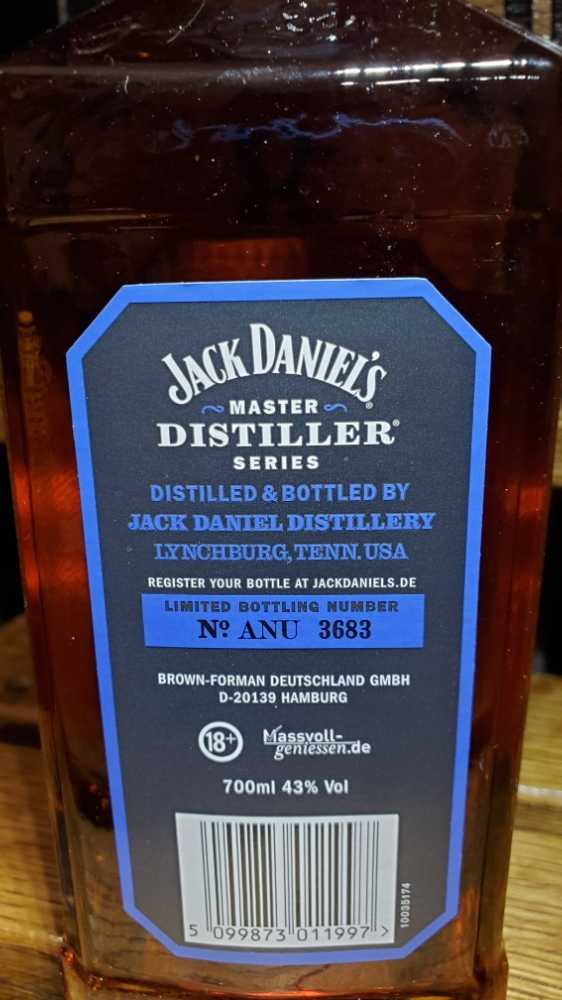 JACK DANIEL'S
MASTER
DISTILLER®
SERIES
DISTILLED & BOTTLED BY
JACK DANIEL DISTILLERY
LYNCHBURG, TENN. USA
REGISTER YOUR BOTTLE AT JACKDANIELS.DE
LIMITED BOTTLING NUMBER
Nº ANU 3683
BROWN-FORMAN DEUTSCHLAND GMBH
D-20139 HAMBURG
18+
Massvoll-
geniessen.de
700ml 43% Vol
5 099873 011997 >
10035174